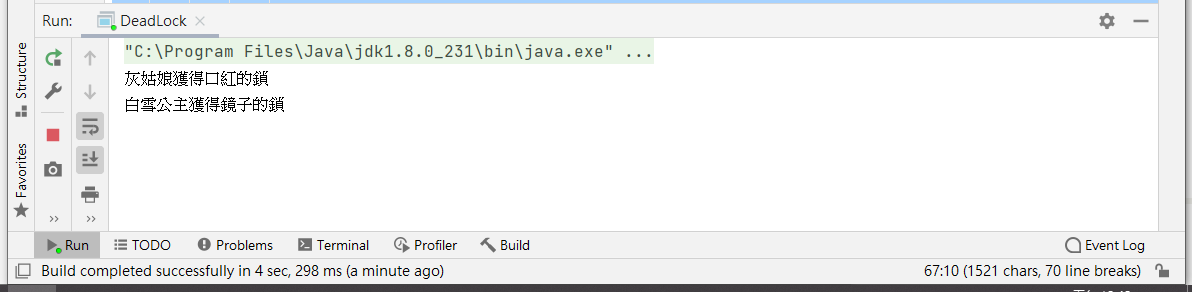 Run: DeadLock
Structure
Favorites
"C:\Program Files\Java\jdk1.8.0_231\bin\java.exe" ...
灰姑娘獲得口紅的鎖
白雪公主獲得鏡子的鎖
Run TODO Problems Terminal Profiler Build Event Log
Build completed successfully in 4 sec, 298 ms (a minute ago) 67:10 (1521 chars, 70 line breaks)